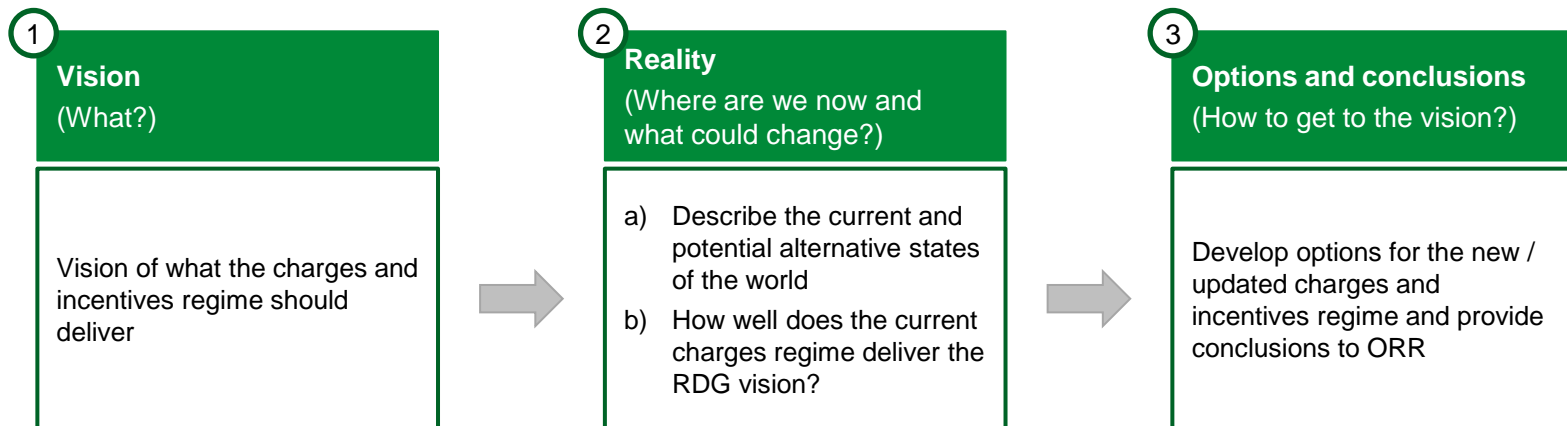 1
Vision
(What?)
Vision of what the charges and
incentives regime should
deliver
2
Reality
(Where are we now and
what could change?)
a) Describe the current and
potential alternative states
of the world
b) How well does the current
charges regime deliver the
RDG vision?
3
Options and conclusions
(How to get to the vision?)
Develop options for the new /
updated charges and
incentives regime and provide
conclusions to ORR